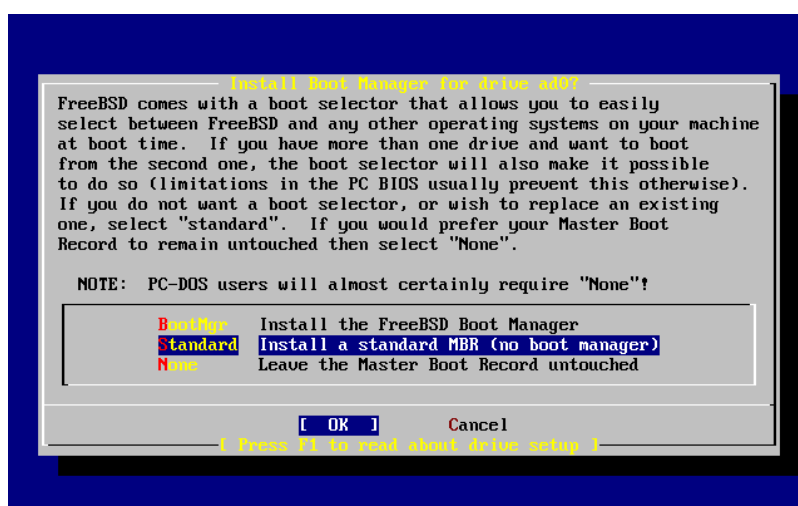 Install Boot Manager for drive ad0?
FreeBSD comes with a boot selector that allows you to easily
select between FreeBSD and any other operating systems on your machine
at boot time.  If you have more than one drive and want to boot
from the second one, the boot selector will also make it possible
to do so (limitations in the PC BIOS usually prevent this otherwise).
If you do not want a boot selector, or wish to replace an existing
one, select "standard".  If you would prefer your Master Boot
Record to remain untouched then select "None".
NOTE:  PC-DOS users will almost certainly require "None"!
BootMgr   Install the FreeBSD Boot Manager
Standard  Install a standard MBR (no boot manager)
None      Leave the Master Boot Record untouched
[  OK  ]       Cancel
[ Press F1 to read about drive setup ]